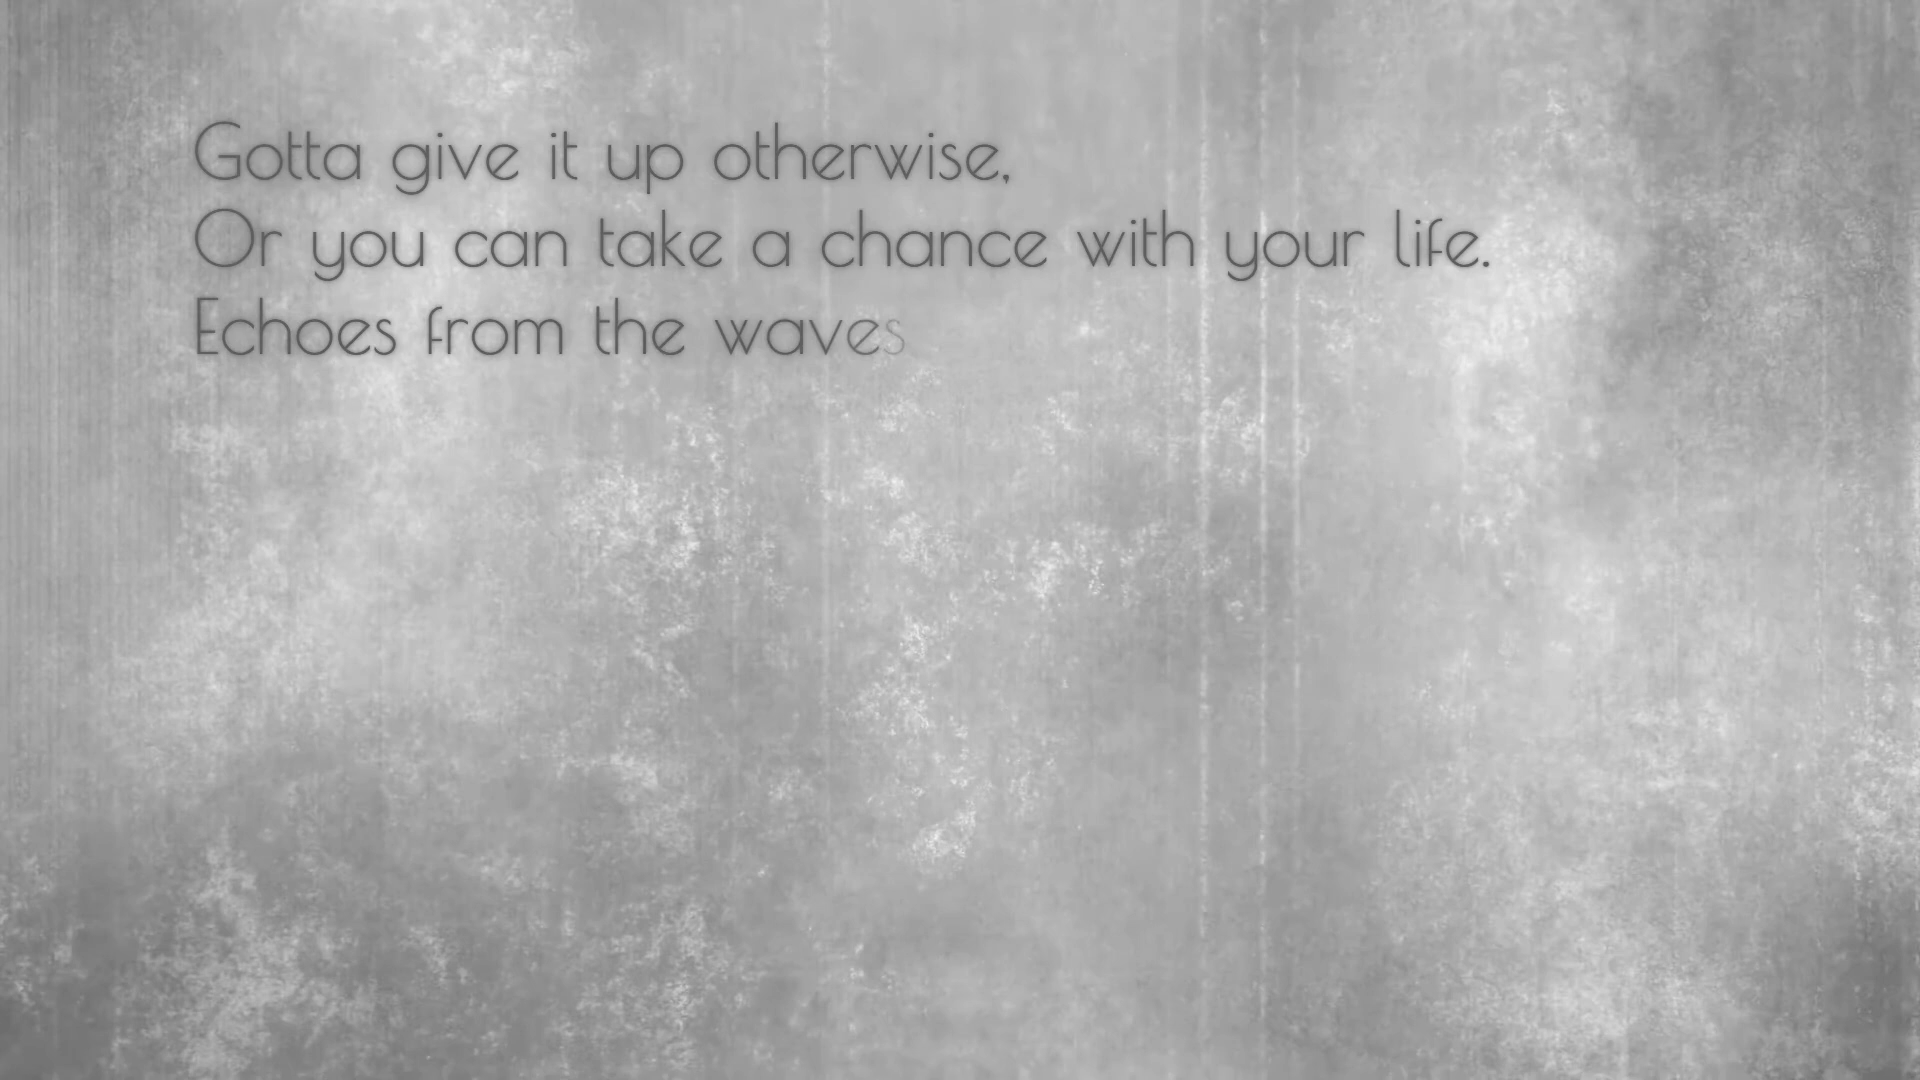 Gotta give it up otherwise,
Or you can take a chance with your life.
Echoes from the waves